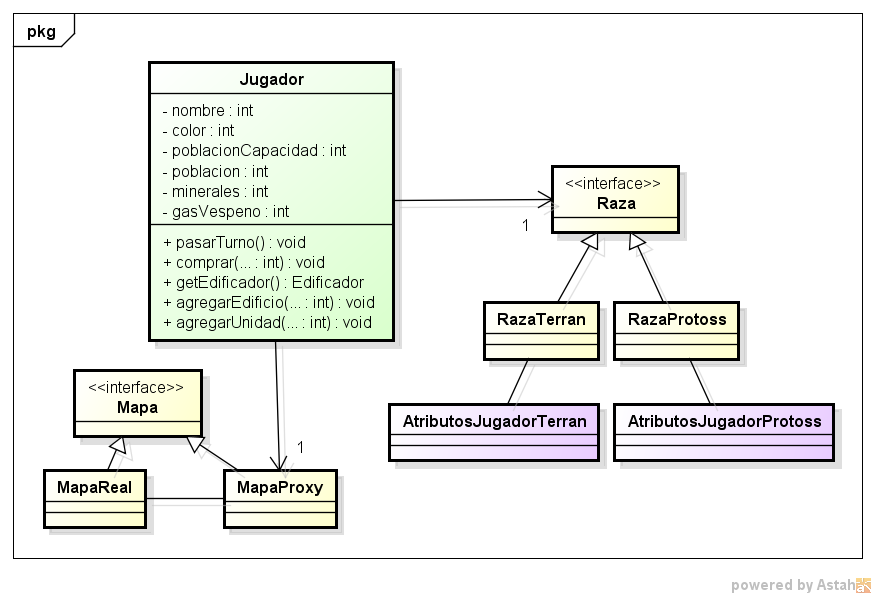 pkg
Jugador
- nombre : int
- color : int
- poblacionCapacidad : int
- poblacion : int
- minerales : int
- gasVespeno : int
+ pasarTurno() : void
+ comprar(... : int) : void
+ getEdificador() : Edificador
+ agregarEdificio(... : int) : void
+ agregarUnidad(... : int) : void
<<interface>>
Raza
1
RazaTerran
RazaProtoss
AtributosJugadorTerran
AtributosJugadorProtoss
<<interface>>
Mapa
1
MapaReal
MapaProxy
powered by Astah